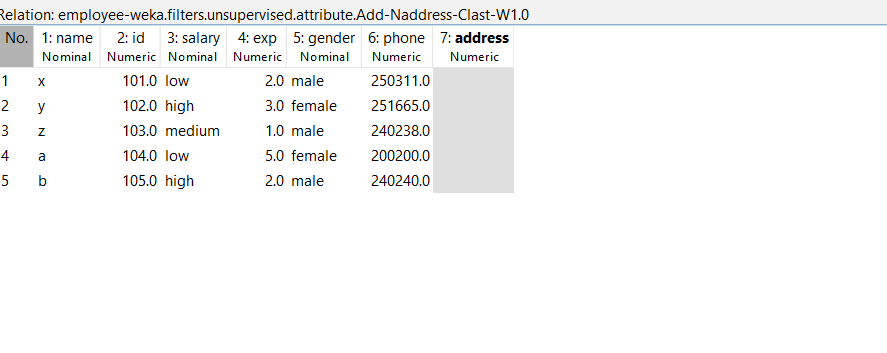 Relation: employee-weka.filters.unsupervised.attribute.Add-Naddress-Clast-W1.0
No. 1: name 2: id 3: salary 4: exp 5: gender 6: phone 7: address
Nominal Numeric Nominal Numeric Nominal Numeric Numeric
1 x 101.0 low 2.0 male 250311.0
2 y 102.0 high 3.0 female 251665.0
3 z 103.0 medium 1.0 male 240238.0
4 a 104.0 low 5.0 female 200200.0
5 b 105.0 high 2.0 male 240240.0